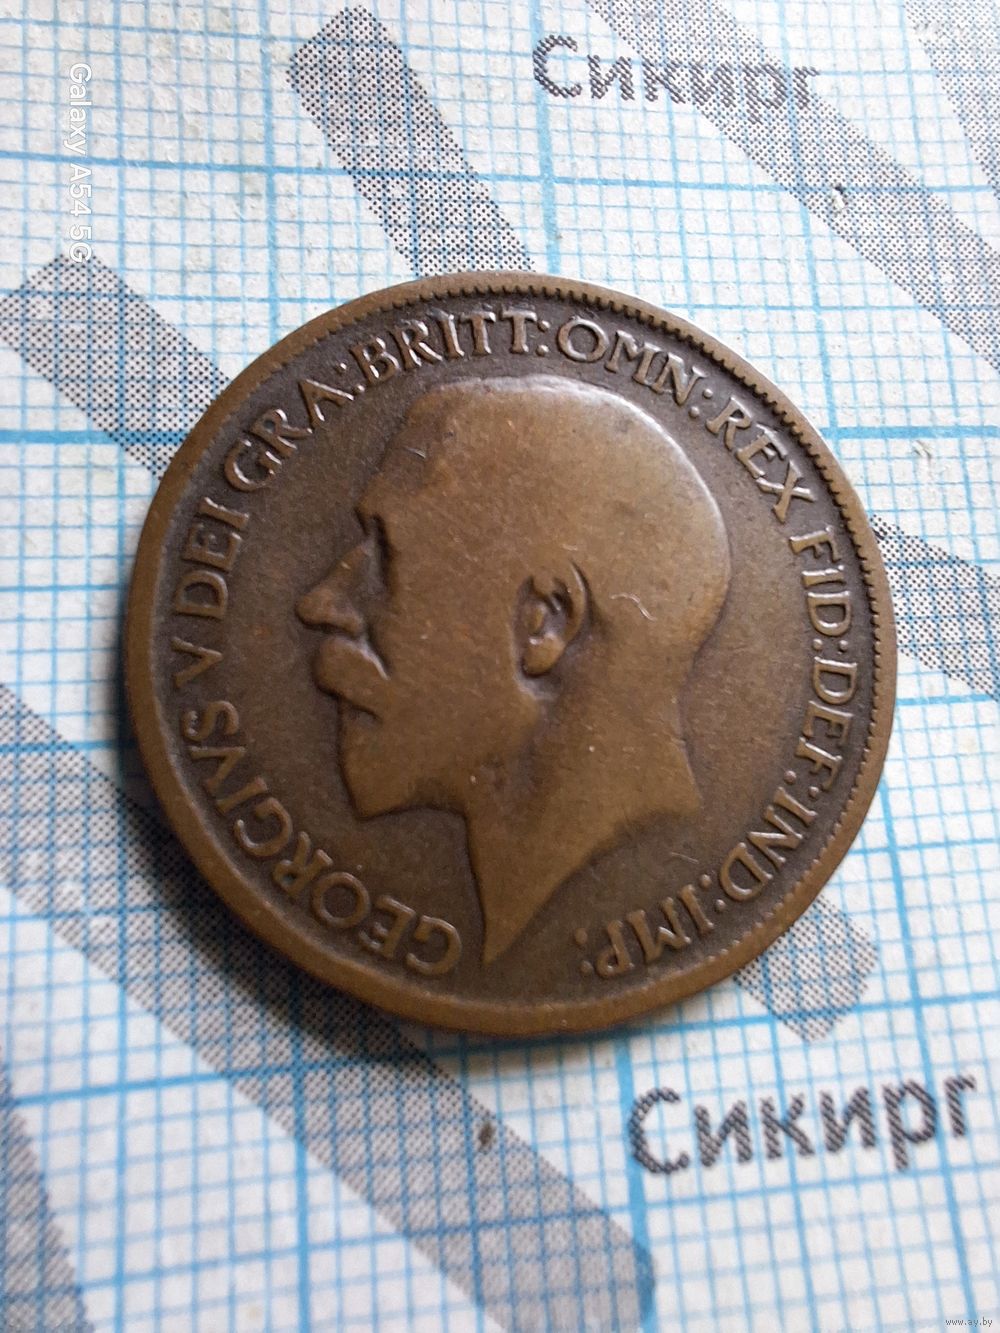 Galaxy A54 5G
Сикирг
GEORGIVS V DEI GRA:BRITT:OMN:REX FID:DEF:IND:IMP:
Сикирг
www.ay.by